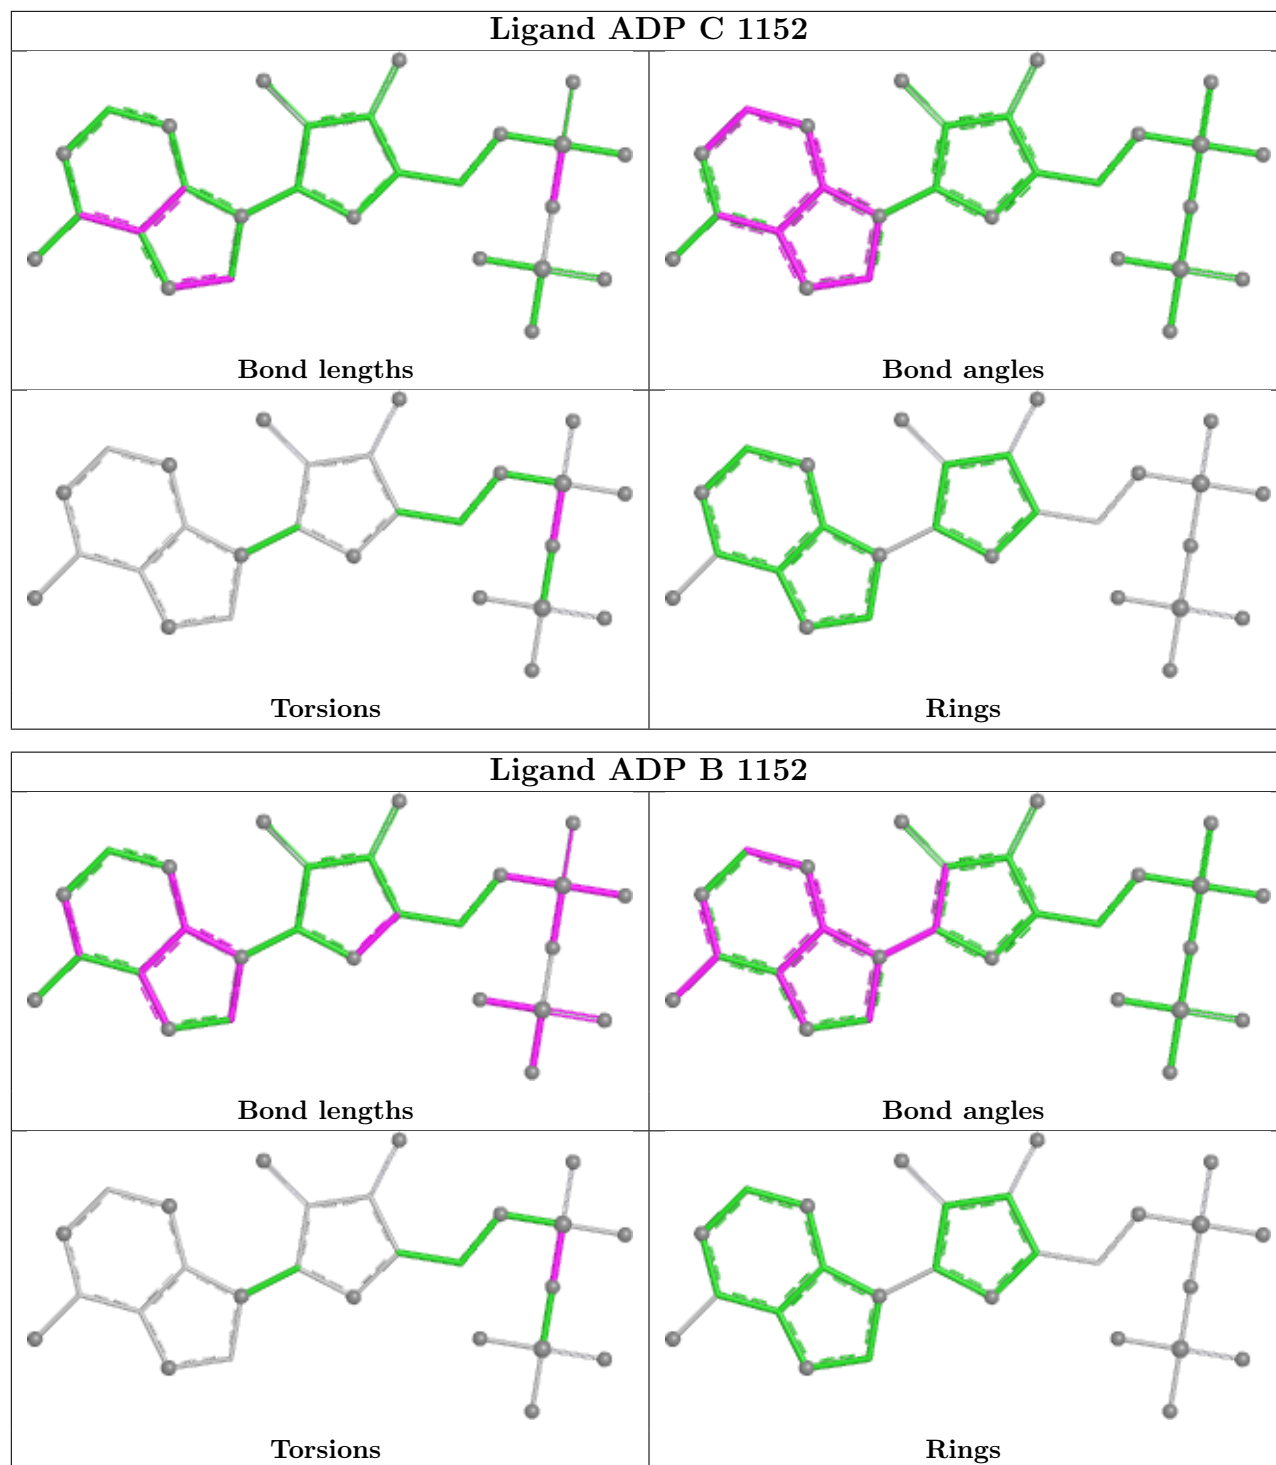 Ligand ADP C 1152
Bond lengths
Bond angles
Torsions
Rings
Ligand ADP B 1152
Bond lengths
Bond angles
Torsions
Rings